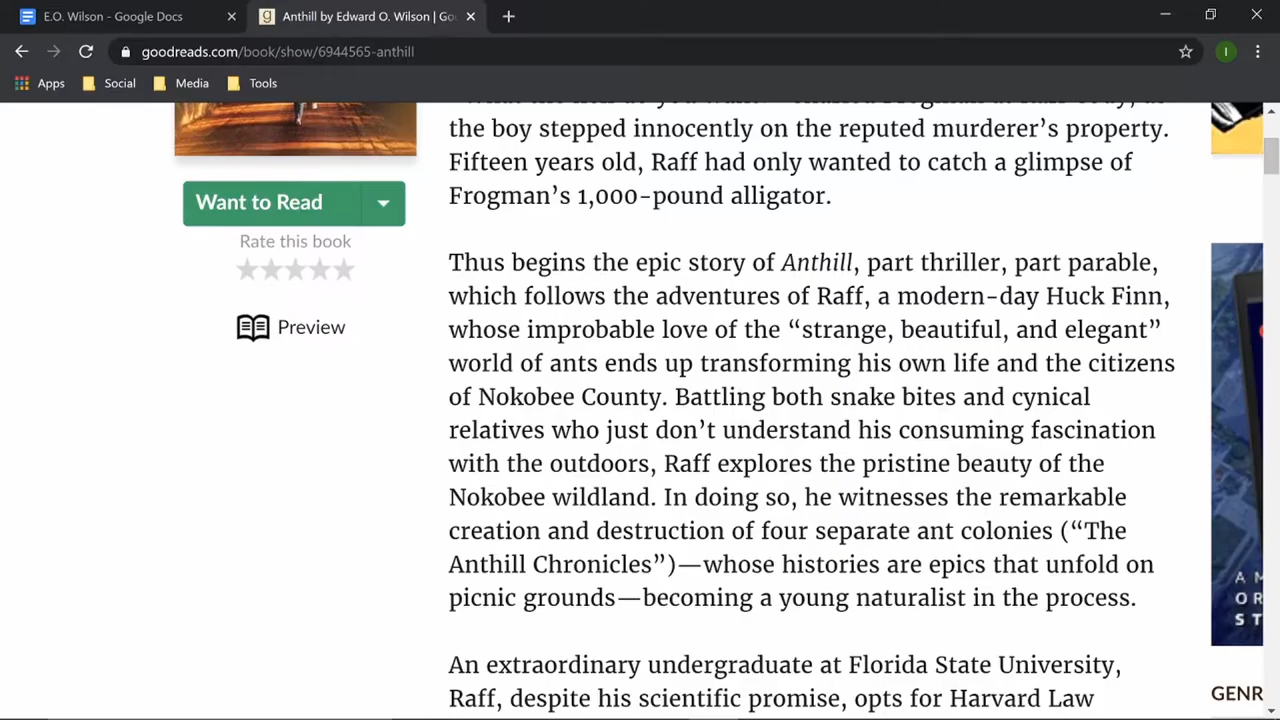 E.O. Wilson - Google Docs
Anthill by Edward O. Wilson | Go
goodreads.com/book/show/6944565-anthill
I
Apps
Social
Media
Tools
the boy stepped innocently on the reputed murderer’s property.
Fifteen years old, Raff had only wanted to catch a glimpse of
Frogman’s 1,000-pound alligator.
Want to Read
Rate this book
Preview
Thus begins the epic story of Anthill, part thriller, part parable,
which follows the adventures of Raff, a modern-day Huck Finn,
whose improbable love of the “strange, beautiful, and elegant”
world of ants ends up transforming his own life and the citizens
of Nokobee County. Battling both snake bites and cynical
relatives who just don’t understand his consuming fascination
with the outdoors, Raff explores the pristine beauty of the
Nokobee wildland. In doing so, he witnesses the remarkable
creation and destruction of four separate ant colonies (“The
Anthill Chronicles”)—whose histories are epics that unfold on
picnic grounds—becoming a young naturalist in the process.
An extraordinary undergraduate at Florida State University,
Raff, despite his scientific promise, opts for Harvard Law
A M
O R
S T
GENR